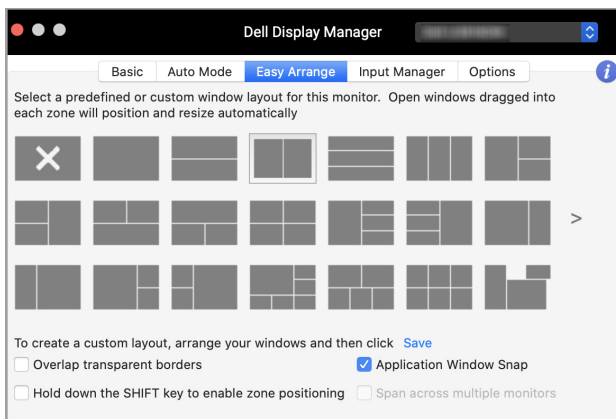 Dell Display Manager
Basic Auto Mode Easy Arrange Input Manager Options i
Select a predefined or custom window layout for this monitor. Open windows dragged into
each zone will position and resize automatically
>
To create a custom layout, arrange your windows and then click Save
Overlap transparent borders Application Window Snap
Hold down the SHIFT key to enable zone positioning Span across multiple monitors